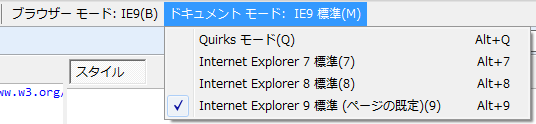 ブラウザー モード: IE9(B) ドキュメント モード: IE9 標準(M)
Quirks モード(Q) Alt+Q
Internet Explorer 7 標準(7) Alt+7
スタイル
Internet Explorer 8 標準(8) Alt+8
ww.w3.org/
Internet Explorer 9 標準 (ページの既定)(9) Alt+9